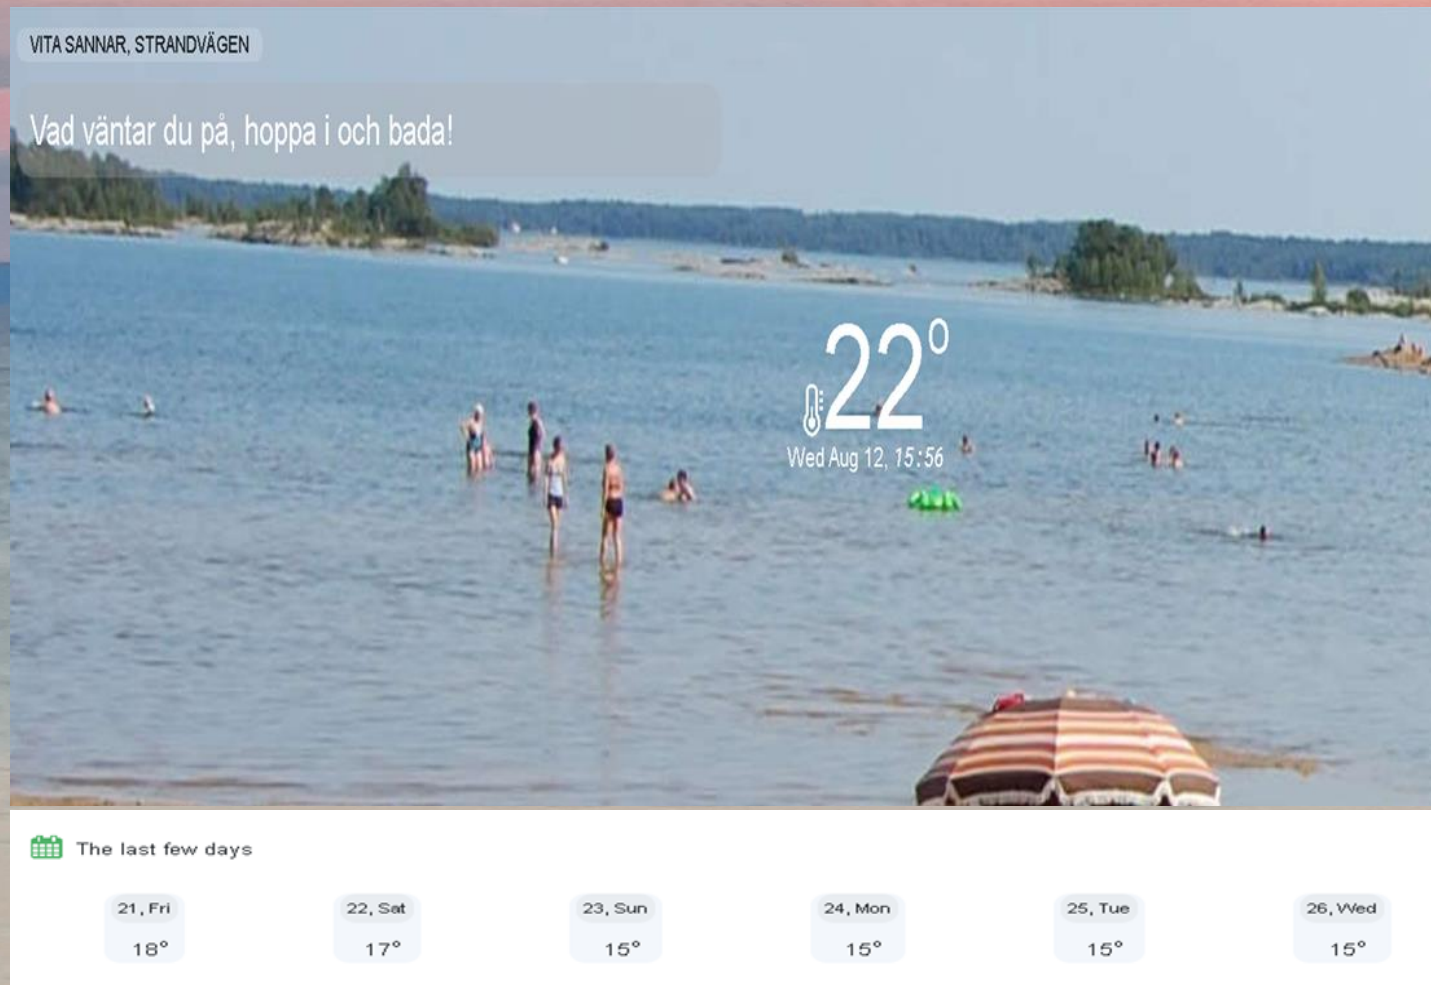 VITA SANNAR, STRANDVÄGEN
Vad väntar du på, hoppa i och bada!
22°
Wed Aug 12, 15:56
The last few days
21, Fri
18°
22, Sat
17°
23, Sun
15°
24, Mon
15°
25, Tue
15°
26, Wed
15°